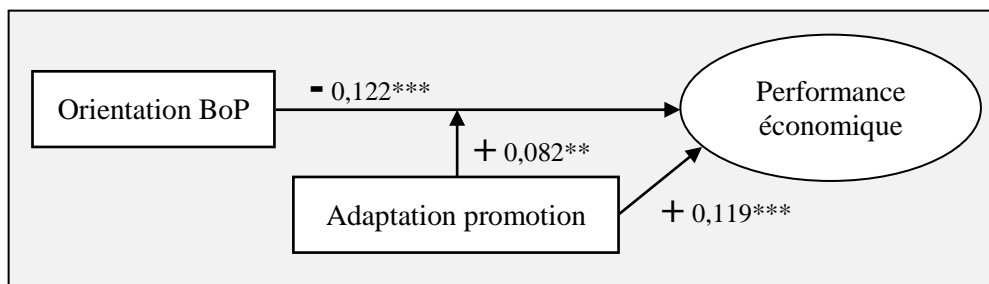 Orientation BoP
- 0,122***
Performance
économique
+ 0,082**
Adaptation promotion
+ 0,119***